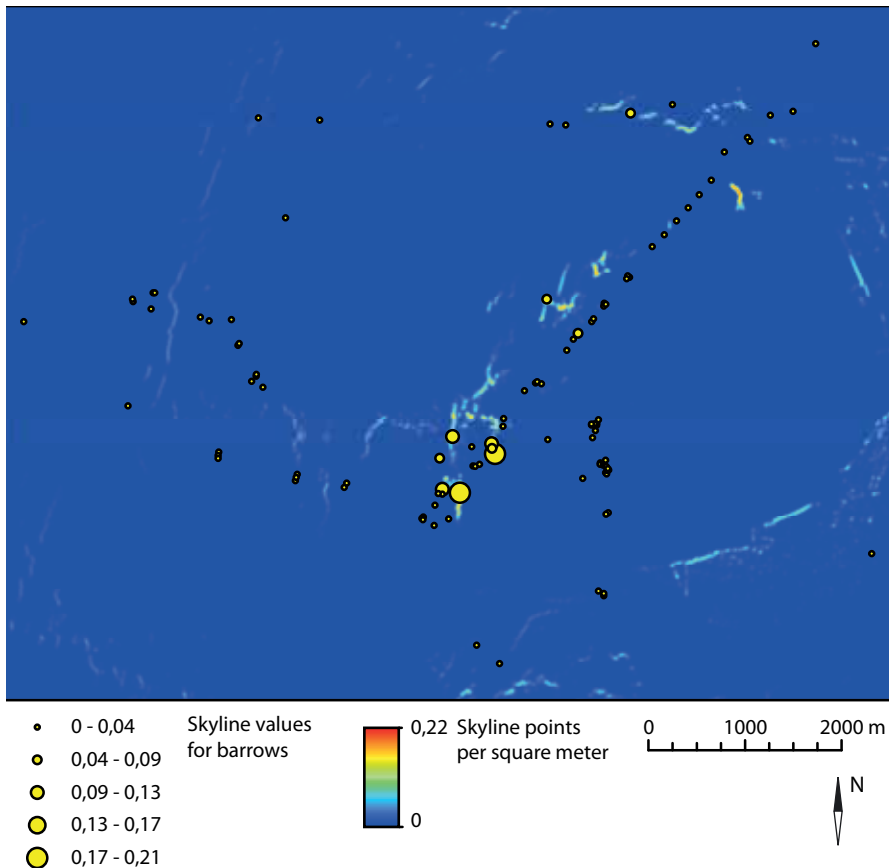 0 - 0,04
0,04 - 0,09
0,09 - 0,13
0,13 - 0,17
0,17 - 0,21
Skyline values
for barrows
0,22
0
Skyline points
per square meter
0 1000 2000 m
N